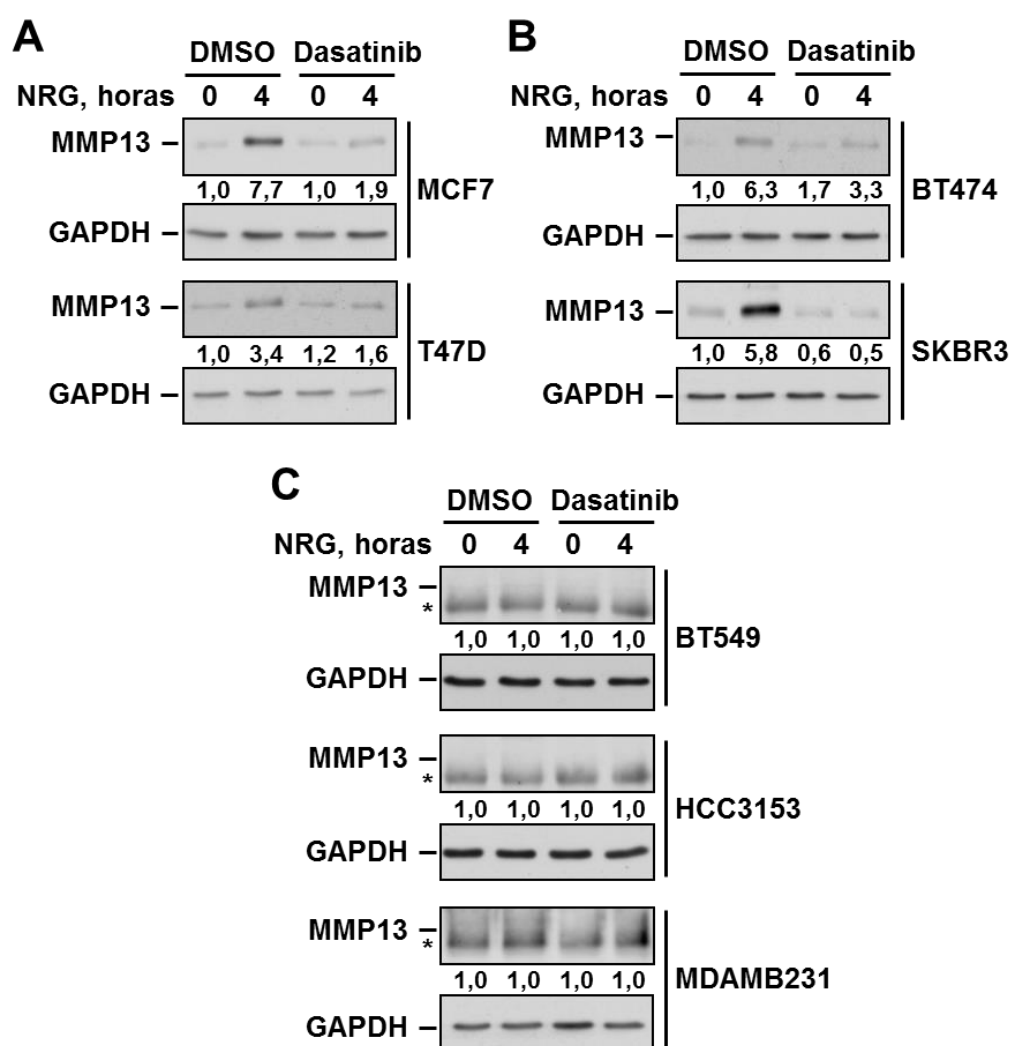 A
DMSO Dasatinib
NRG, horas 0 4 0 4
MMP13
1,0 7,7 1,0 1,9
MCF7
GAPDH
MMP13
1,0 3,4 1,2 1,6
T47D
GAPDH
B
DMSO Dasatinib
NRG, horas 0 4 0 4
MMP13
1,0 6,3 1,7 3,3
BT474
GAPDH
MMP13
1,0 5,8 0,6 0,5
SKBR3
GAPDH
C
DMSO Dasatinib
NRG, horas 0 4 0 4
MMP13
*
1,0 1,0 1,0 1,0
BT549
GAPDH
MMP13
*
1,0 1,0 1,0 1,0
HCC3153
GAPDH
MMP13
*
1,0 1,0 1,0 1,0
MDAMB231
GAPDH